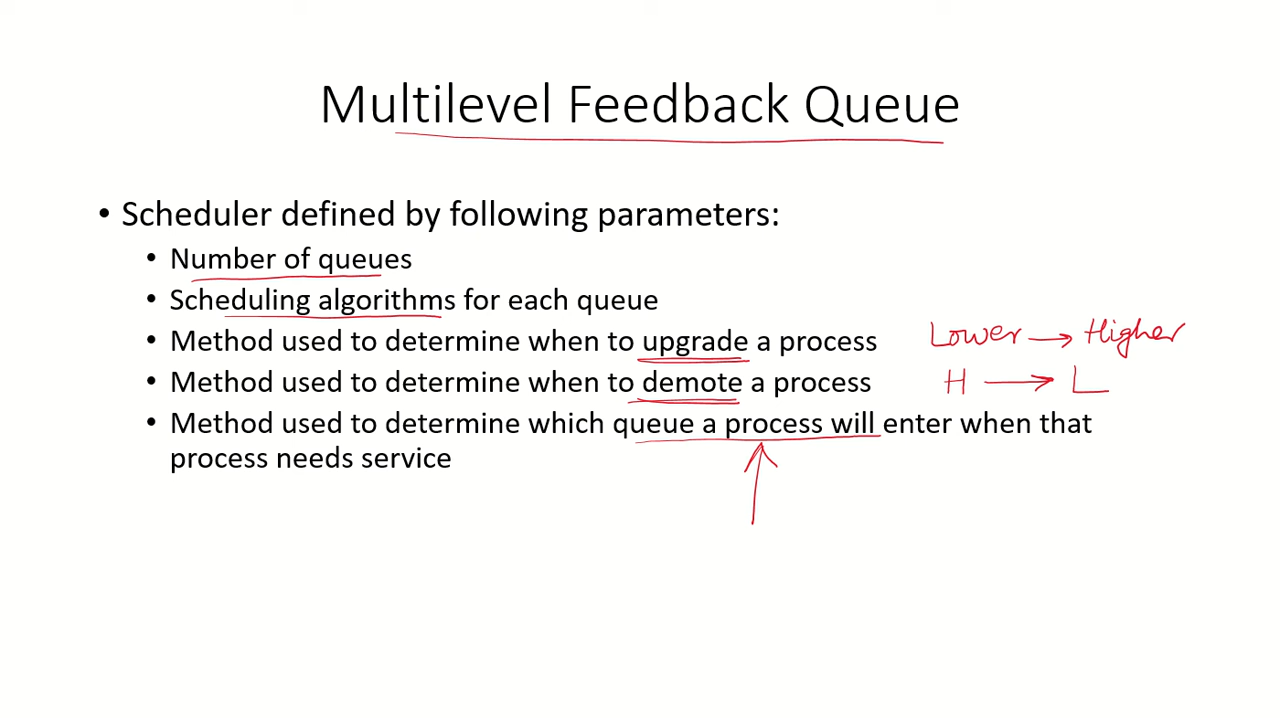 Multilevel Feedback Queue
• Scheduler defined by following parameters:
• Number of queues
• Scheduling algorithms for each queue
• Method used to determine when to upgrade a process Lower → Higher
• Method used to determine when to demote a process H → L
• Method used to determine which queue a process will enter when that
process needs service